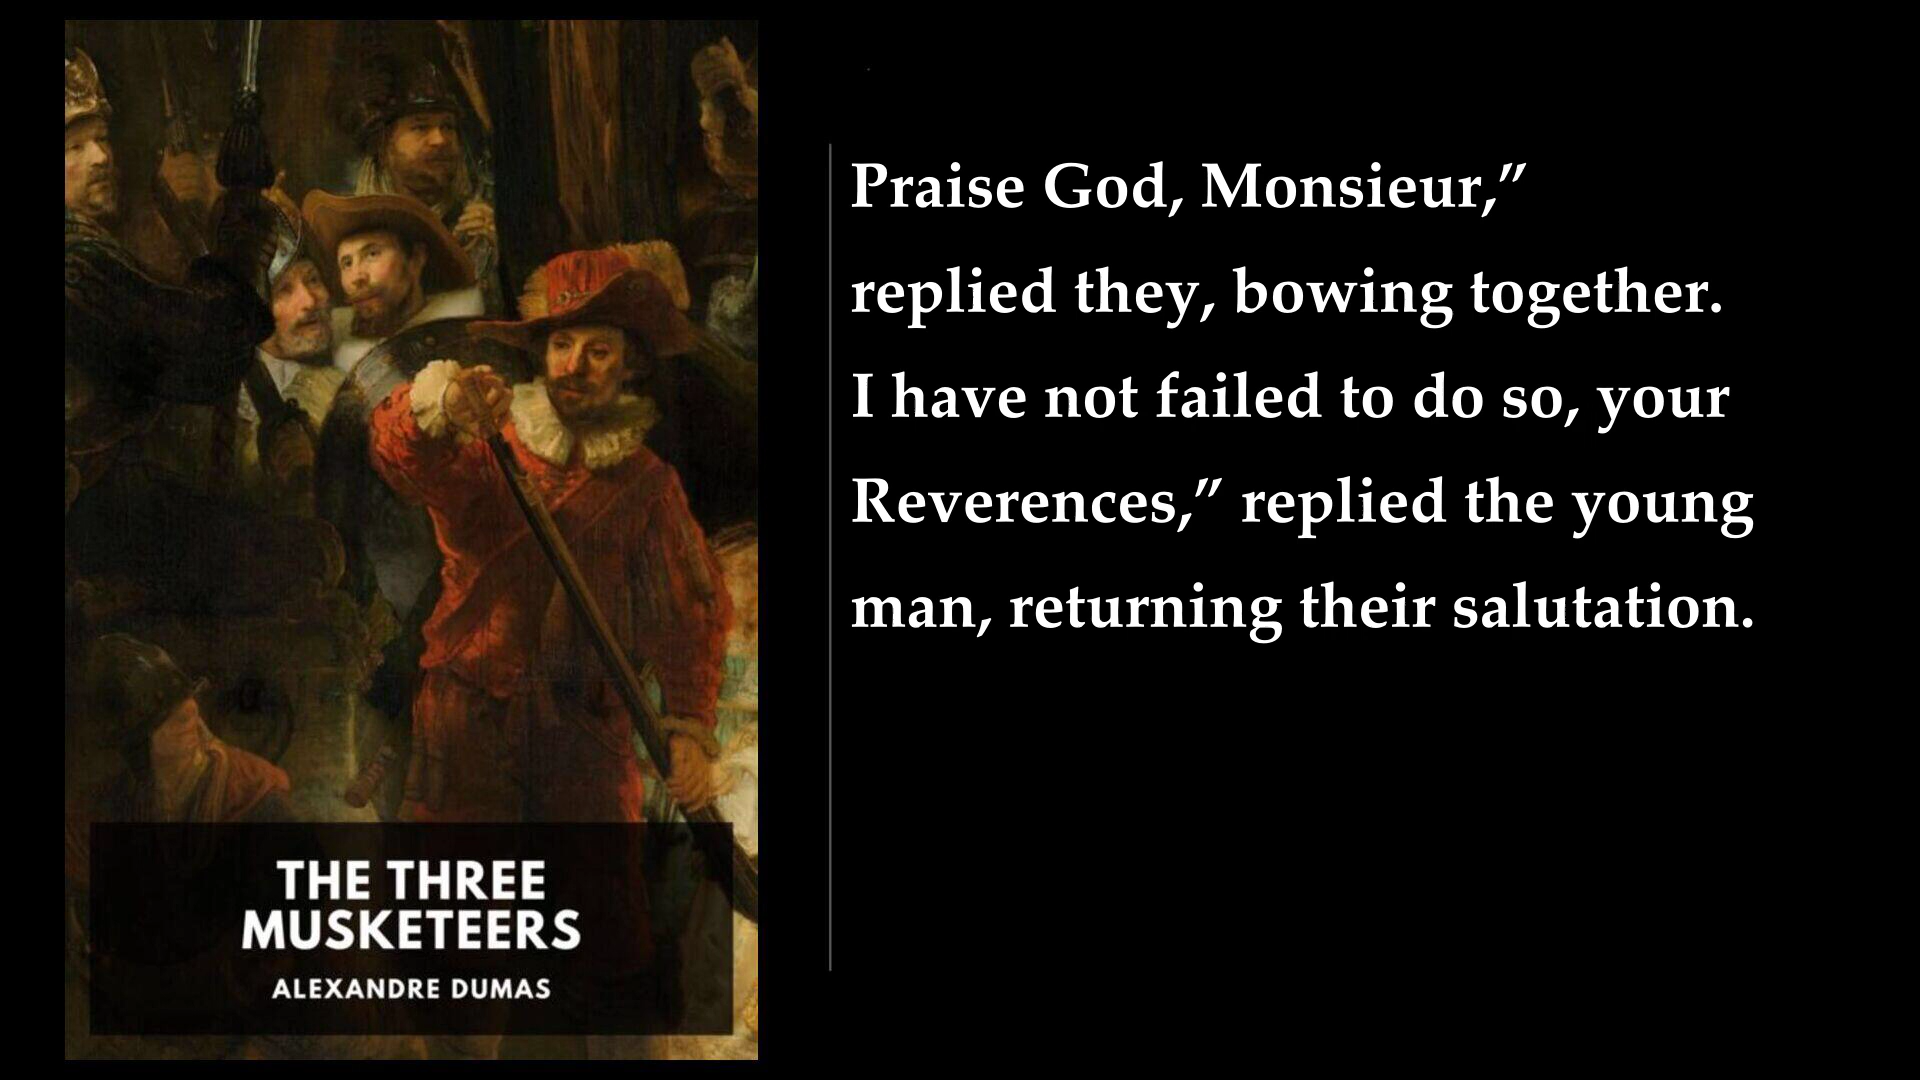 THE THREE
MUSKETEERS
ALEXANDRE DUMAS
Praise God, Monsieur,”
replied they, bowing together.
I have not failed to do so, your
Reverences,” replied the young
man, returning their salutation.